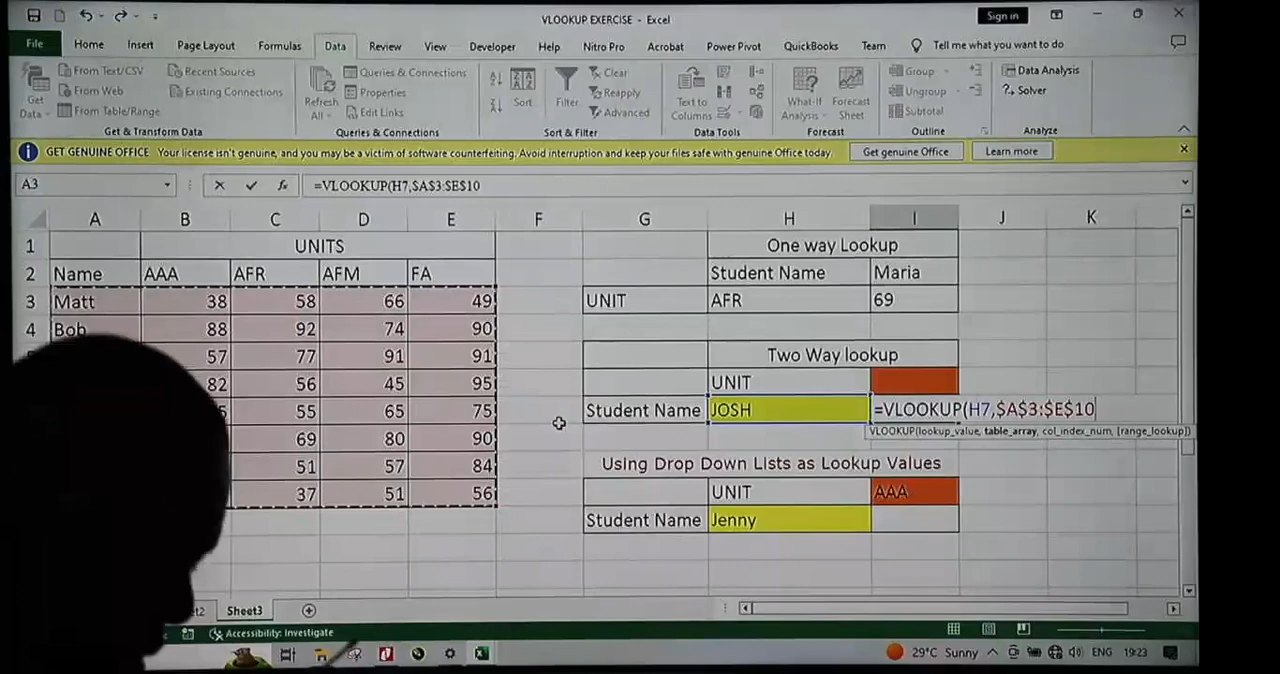 VLOOKUP EXERCISE - Excel
Sign in
File Home Insert Page Layout Formulas Data Review View Developer Help Nitro Pro Acrobat Power Pivot QuickBooks Team Tell me what you want to do
Get Data
From Text/CSV
From Web
From Table/Range
Recent Sources
Existing Connections
Refresh All
Queries & Connections
Properties
Edit Links
Sort
Filter
Clear
Reapply
Advanced
Text to Columns
What-If Analysis
Forecast Sheet
Group
Ungroup
Subtotal
Data Analysis
Solver
Get & Transform Data Queries & Connections Sort & Filter Data Tools Forecast Outline Analyze
GET GENUINE OFFICE Your license isn't genuine, and you may be a victim of software counterfeiting. Avoid interruption and keep your files safe with genuine Office today. Get genuine Office Learn more
A3 fx =VLOOKUP(H7,$A$3:$E$10
A B C D E F G H I J K
1 UNITS One way Lookup
2 Name AAA AFR AFM FA Student Name Maria
3 Matt 38 58 66 49 UNIT AFR 69
4 Bob 88 92 74 90
57 77 91 91 Two Way lookup
82 56 45 95 UNIT
5 55 65 75 Student Name JOSH =VLOOKUP(H7,$A$3:$E$10
VLOOKUP(lookup_value, table_array, col_index_num, [range_lookup])
69 80 90
51 57 84 Using Drop Down Lists as Lookup Values
37 51 56 UNIT AAA
Student Name Jenny
Sheet3
Accessibility: Investigate
29°C Sunny ENG 19:23